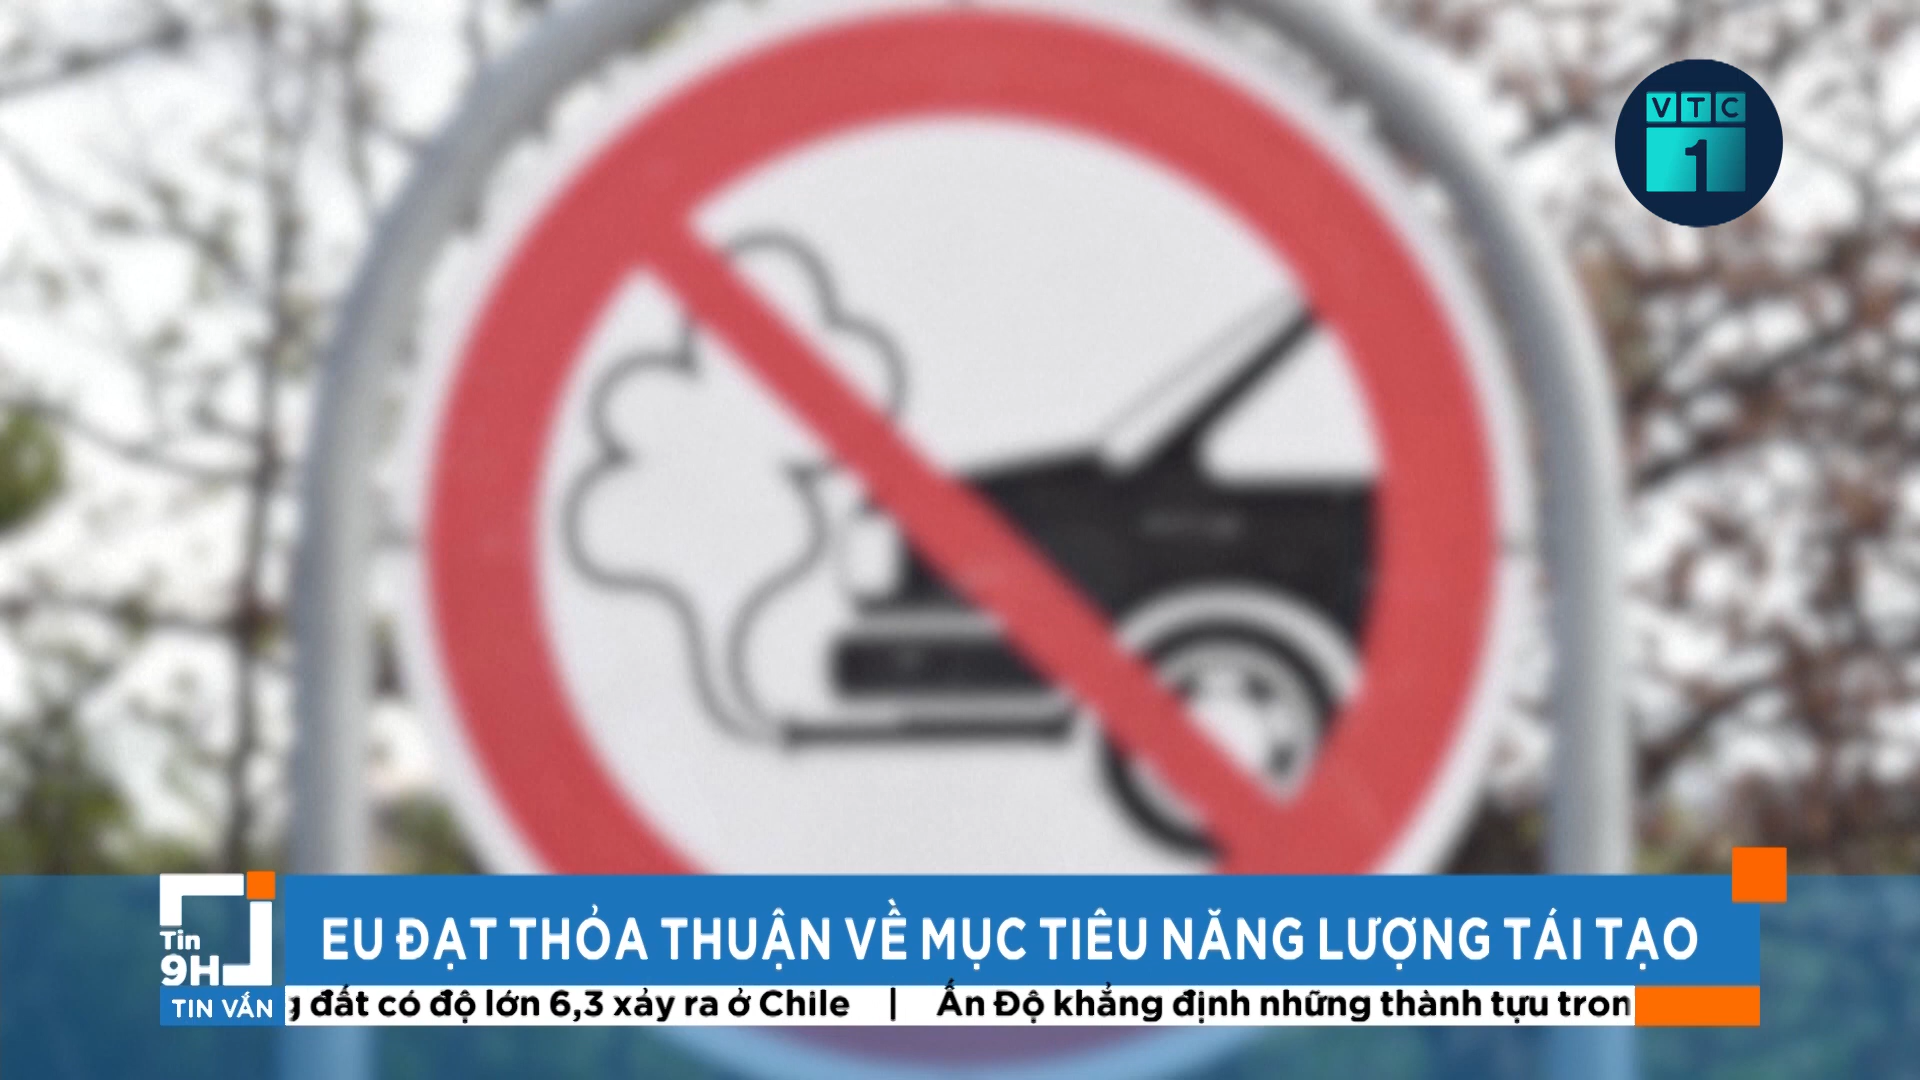 VTC
1
EU ĐẠT THỎA THUẬN VỀ MỤC TIÊU NĂNG LƯỢNG TÁI TẠO
Tin
9H
TIN VẮN
đất có độ lớn 6,3 xảy ra ở Chile | Ấn Độ khẳng định những thành tựu tron